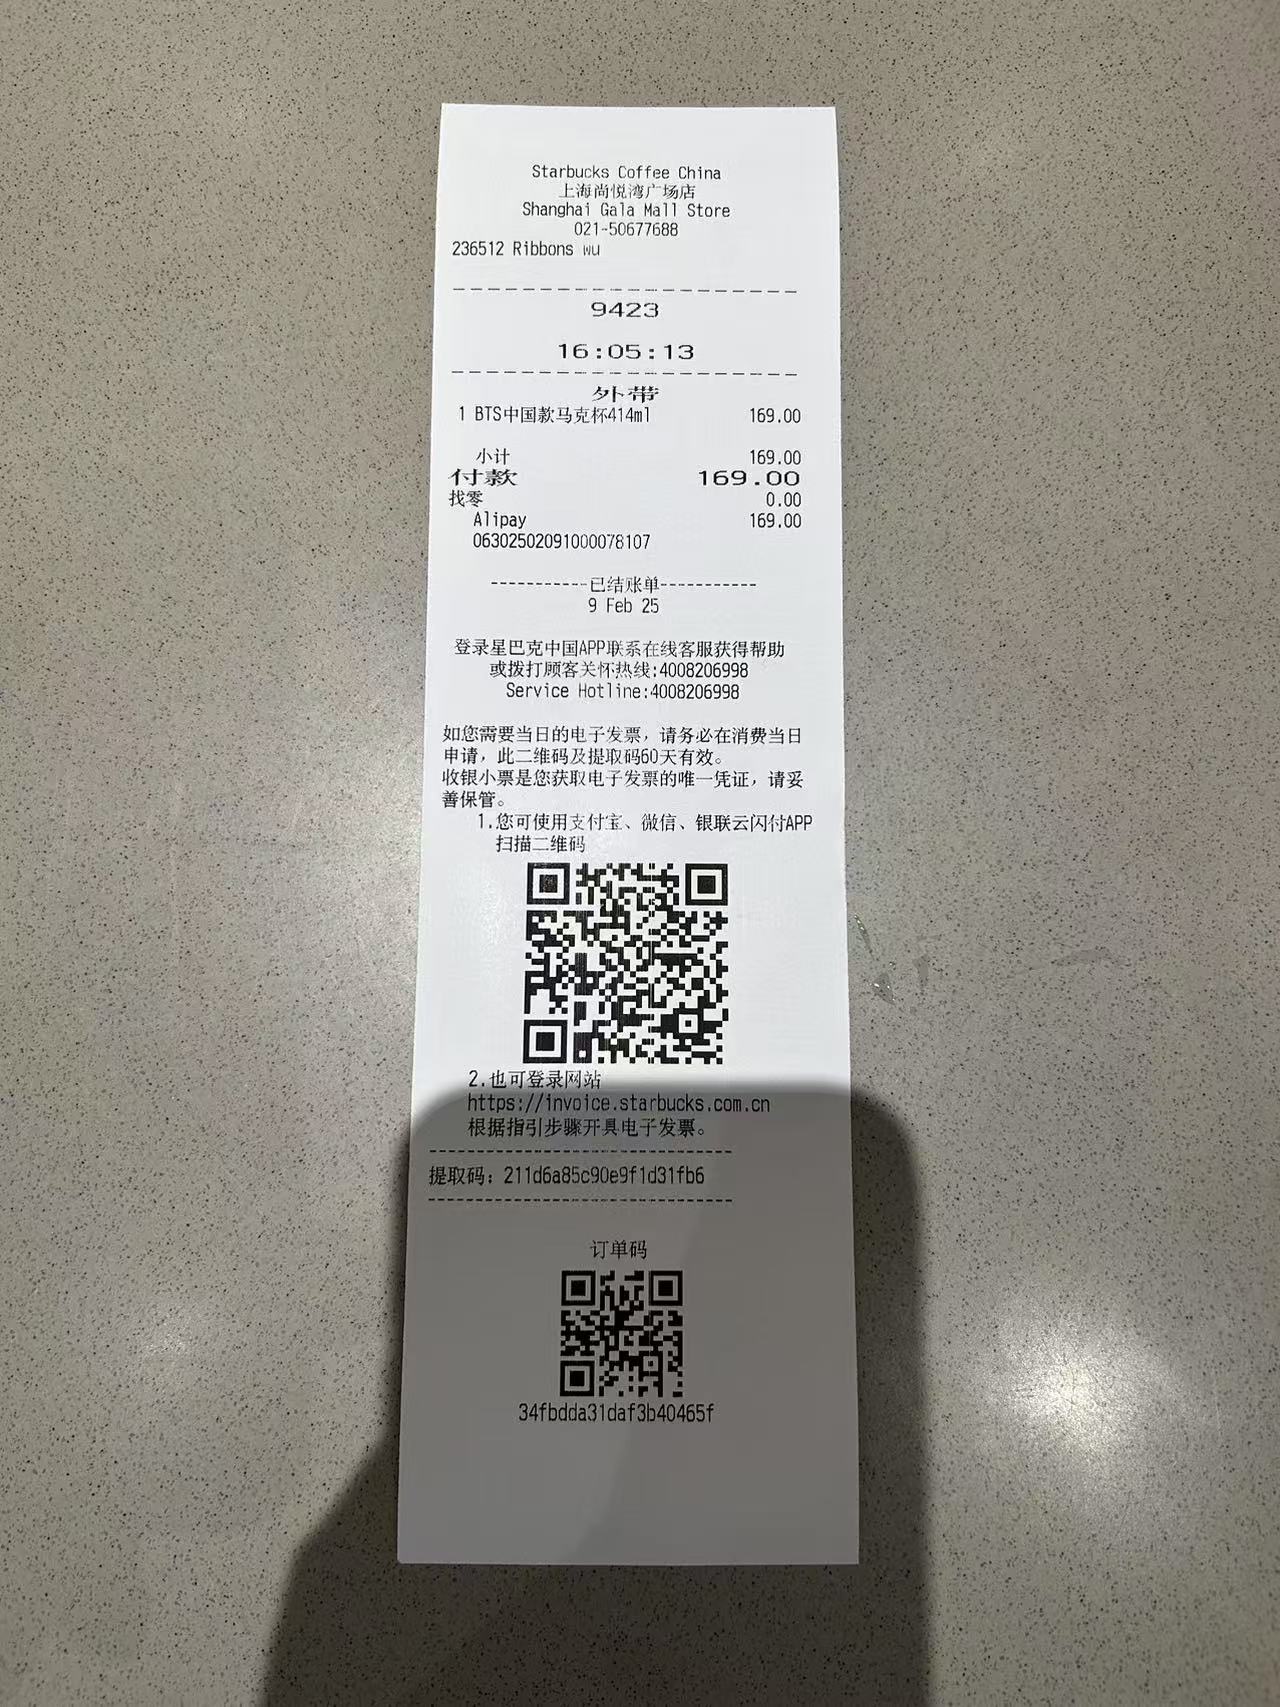 Starbucks Coffee China
上海尚悦湾广场店
Shanghai Gala Mall Store
021-50677688
236512 Ribbons wu
9423
16:05:13
外带
1 BTS中国款马克杯414ml 169.00
小计 169.00
付款 169.00
找零 0.00
Alipay 169.00
06302502091000078107
-----------已结账单-----------
9 Feb 25
登录星巴克中国APP联系在线客服获得帮助
或拨打顾客关怀热线:4008206998
Service Hotline:4008206998
如您需要当日的电子发票，请务必在消费当日
申请，此二维码及提取码60天有效。
收银小票是您获取电子发票的唯一凭证，请妥
善保管。
1.您可使用支付宝、微信、银联云闪付APP
扫描二维码
2.也可登录网站
https://invoice.starbucks.com.cn
根据指引步骤开具电子发票。
提取码：211d6a85c90e9f1d31fb6
订单码
34fbdda31daf3b40465f